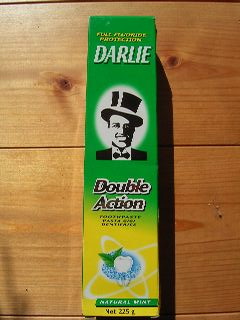 FULL FLUORIDE
PROTECTION
DARLIE
Double
Action
TOOTHPASTE
PASTA GIGI
DENTIFRICE
NATURAL MINT
Net 225 g